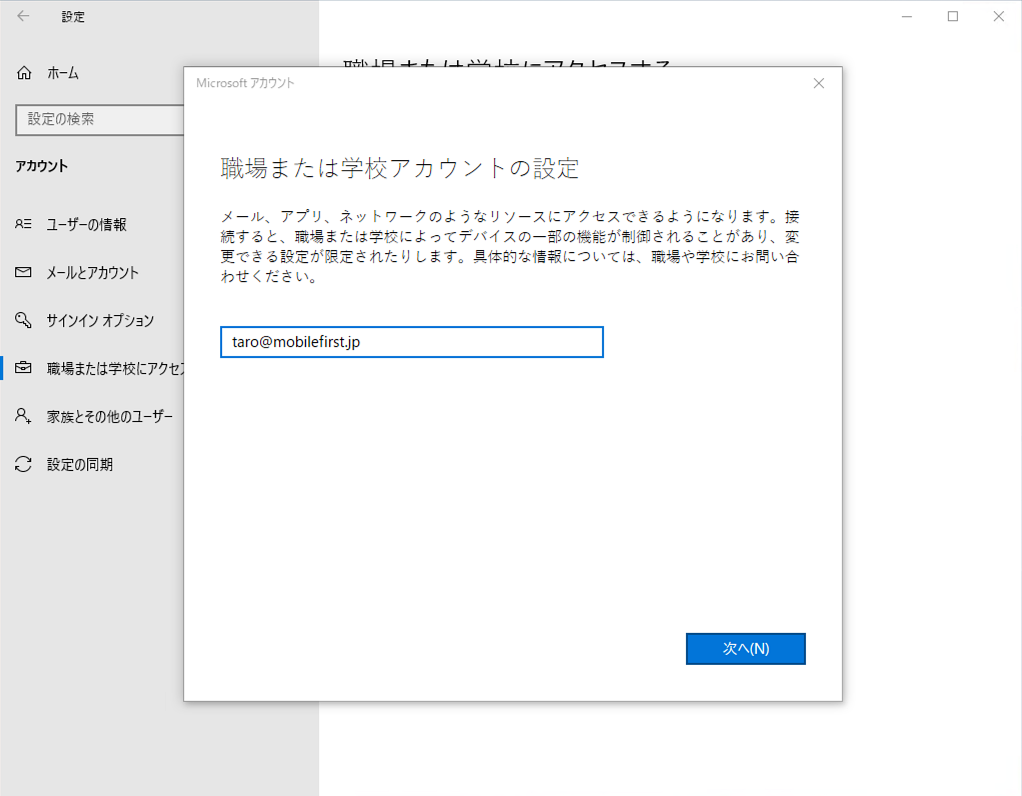 設定
ホーム
設定の検索
アカウント
ユーザーの情報
メールとアカウント
サインイン オプション
職場または学校にアクセス
家族とその他のユーザー
設定の同期
職場または学校にアクセスする
Microsoft アカウント
職場または学校アカウントの設定
メール、アプリ、ネットワークのようなリソースにアクセスできるようになります。接
続すると、職場または学校によってデバイスの一部の機能が制御されることがあり、変
更できる設定が限定されたりします。具体的な情報については、職場や学校にお問い合
わせください。
taro@mobilefirst.jp
次へ(N)